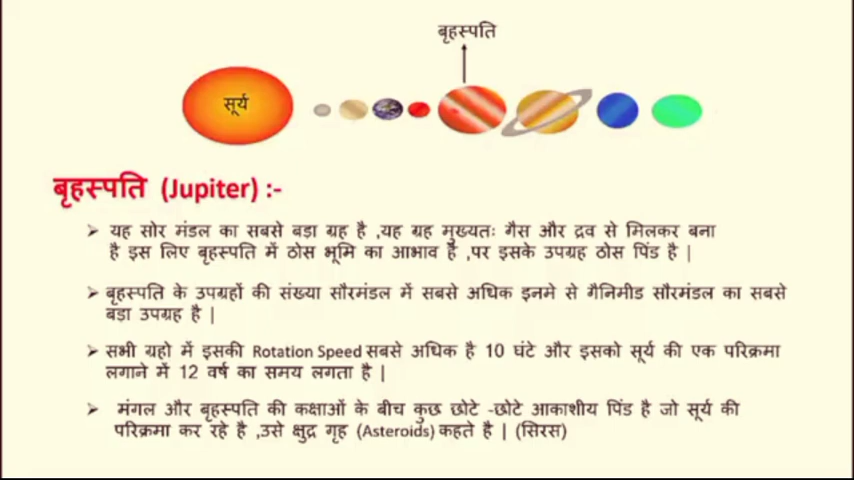 बृहस्पति
सूर्य
बृहस्पति (Jupiter) :-
➢ यह सोर मंडल का सबसे बड़ा ग्रह है ,यह ग्रह मुख्यतः गैस और द्रव से मिलकर बना
है इस लिए बृहस्पति में ठोस भूमि का आभाव है ,पर इसके उपग्रह ठोस पिंड है |
➢ बृहस्पति के उपग्रहों की संख्या सौरमंडल में सबसे अधिक इनमे से गैनिमीड सौरमंडल का सबसे
बड़ा उपग्रह है |
➢ सभी ग्रहो में इसकी Rotation Speed सबसे अधिक है 10 घंटे और इसको सूर्य की एक परिक्रमा
लगाने में 12 वर्ष का समय लगता है |
➢ मंगल और बृहस्पति की कक्षाओं के बीच कुछ छोटे -छोटे आकाशीय पिंड है जो सूर्य की
परिक्रमा कर रहे है ,उसे क्षुद्र गृह (Asteroids) कहते है | (सिरस)